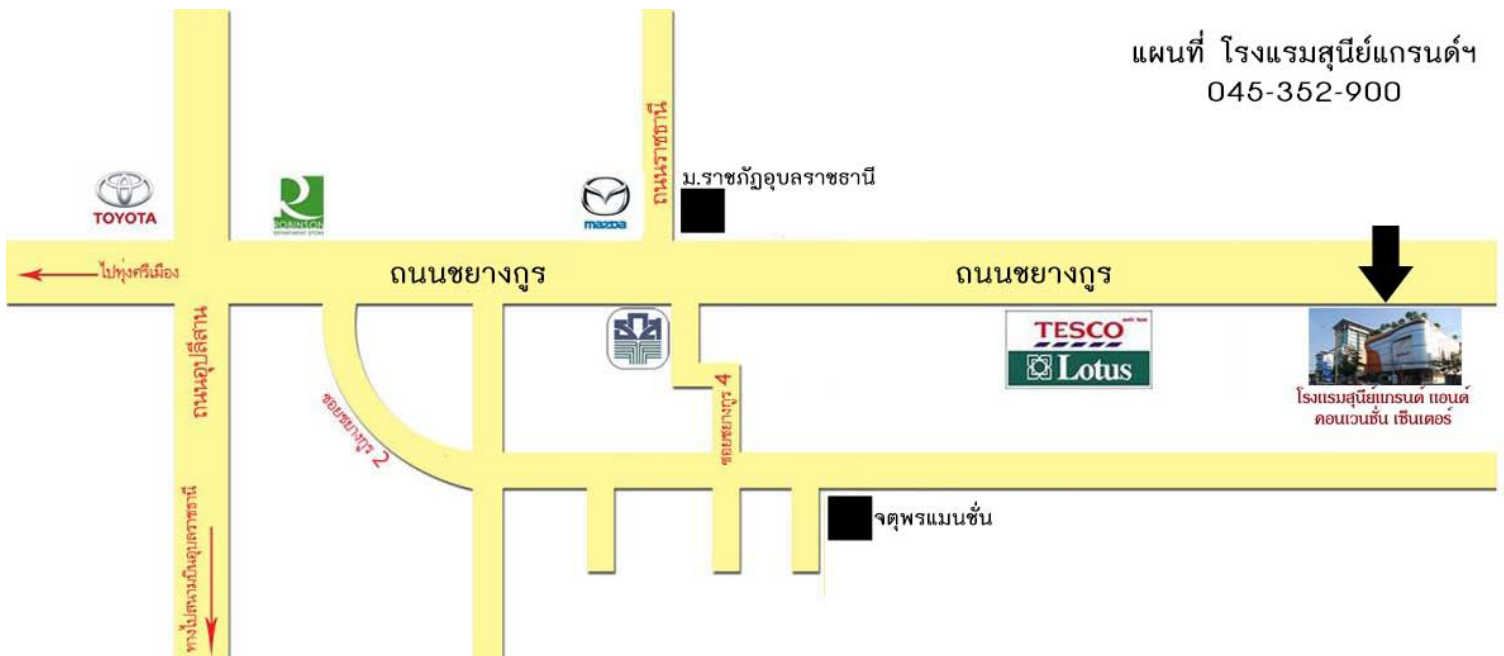 แผนที่ โรงแรมสุนีย์แกรนด์ฯ
045-352-900
ถนนราชธานี
ม.ราชภัฏอุบลราชธานี
TOYOTA
ROBINSON
DEPARTMENT STORE
mazda
ไปทุ่งศรีเมือง
ถนนชยางกูร
ถนนชยางกูร
ถนนอุปลีสาน
TESCO
Lotus
โรงแรมสุนีย์แกรนด์ แอนด์
คอนเวนชั่น เซ็นเตอร์
ซอยชยางกูร 2
ซอยชยางกูร 4
จตุพรแมนชั่น
ทางไปสนามบินอุบลราชธานี